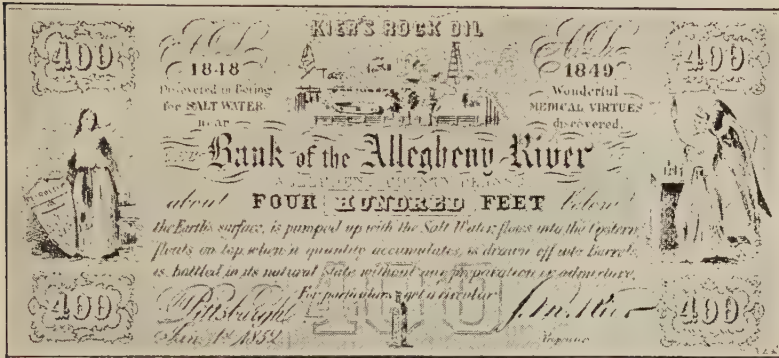 KIER'S ROCK OIL
400
400
A.D.
1848
Discovered in Boring
for SALT WATER
near
A.D.
1849
Wonderful
MEDICAL VIRTUES
discovered
Bank of the Allegheny River
about FOUR HUNDRED FEET below
the Earth's surface, is pumped up with the Salt Water, flows into the Cistern,
floats on top, when a quantity accumulates, is drawn off into Barrels,
is bottled in its natural state without any preparation or admixture.
For particulars get a circular
400
400
400
Pittsburgh
Jan. 1st 1852
S.M. Kier